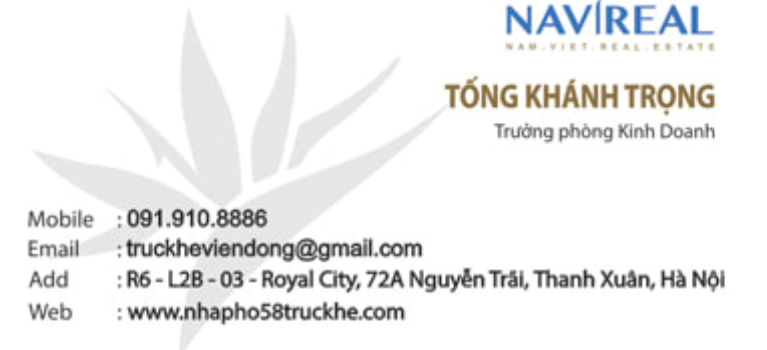 NAVIREAL
NAM.VIET.REAL.ESTATE
TỐNG KHÁNH TRỌNG
Trưởng phòng Kinh Doanh
Mobile : 091.910.8886
Email : truckheviendong@gmail.com
Add : R6 - L2B - 03 - Royal City, 72A Nguyễn Trãi, Thanh Xuân, Hà Nội
Web : www.nhapho58truckhe.com